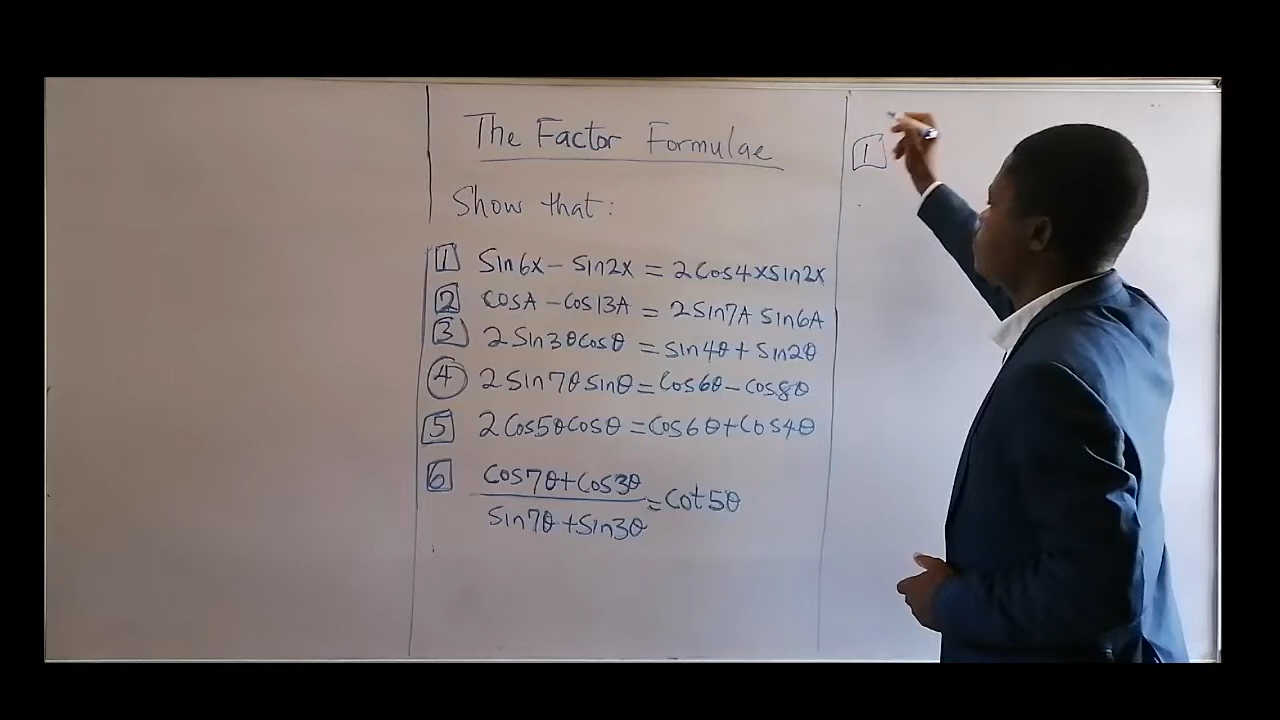 The Factor Formulae
Show that:
1 Sin6x - Sin2x = 2Cos4xSin2x
2 CosA - Cos13A = 2Sin7A Sin6A
3 2Sin3θCosθ = Sin4θ + Sin2θ
4 2Sin7θSinθ = Cos6θ - Cos8θ
5 2Cos5θCosθ = Cos6θ + Cos4θ
6 Cos7θ + Cos3θ
= Cot5θ
Sin7θ + Sin3θ
1